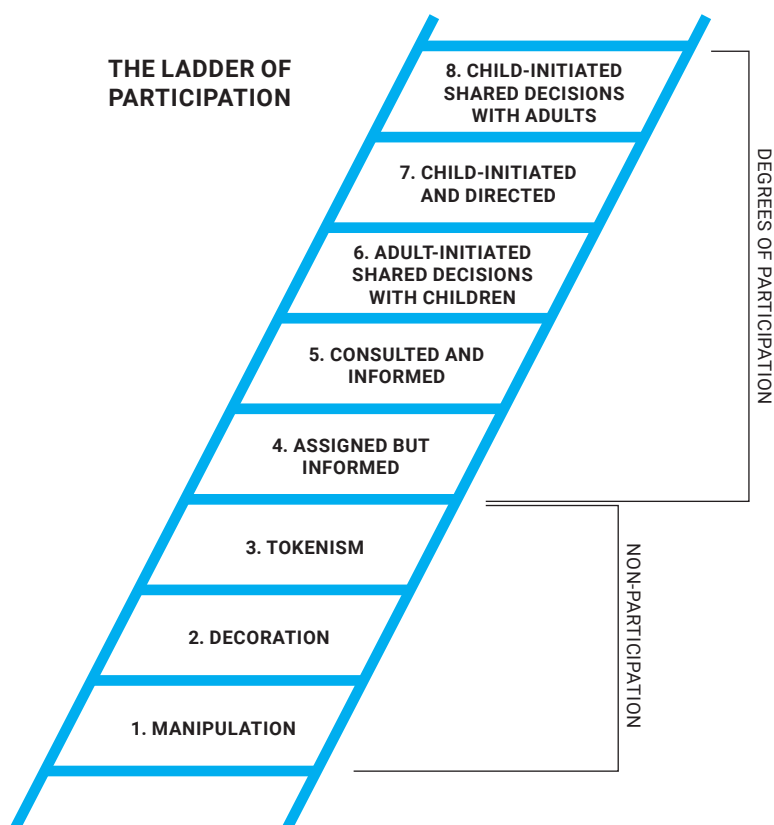 THE LADDER OF
PARTICIPATION
8. CHILD-INITIATED
SHARED DECISIONS
WITH ADULTS
7. CHILD-INITIATED
AND DIRECTED
6. ADULT-INITIATED
SHARED DECISIONS
WITH CHILDREN
5. CONSULTED AND
INFORMED
4. ASSIGNED BUT
INFORMED
3. TOKENISM
2. DECORATION
1. MANIPULATION
DEGREES OF PARTICIPATION
NON-PARTICIPATION